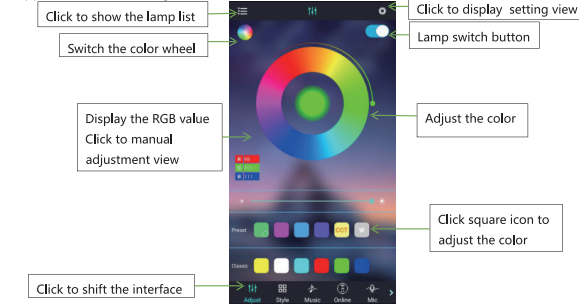 Click to show the lamp list
Click to display setting view
Switch the color wheel
Lamp switch button
Display the RGB value
Click to manual
adjustment view
Adjust the color
R
G
B 111
Preset
CCT
W
Click square icon to
adjust the color
Classic
Click to shift the interface
Adjust
Style
Music
Online
Mic